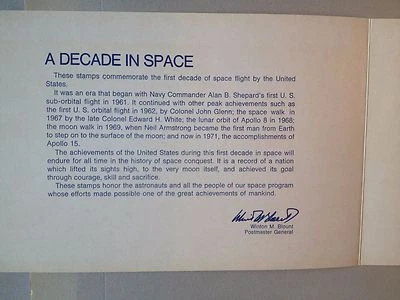 A DECADE IN SPACE
These stamps commemorate the first decade of space flight by the United
States.
It was an era that began with Navy Commander Alan B. Shepard's first U. S.
sub-orbital flight in 1961. It continued with other peak achievements such as
the first U. S. orbital flight in 1962, by Colonel John Glenn; the space walk in
1967 by the late Colonel Edward H. White; the lunar orbit of Apollo 8 in 1968;
the moon walk in 1969, when Neil Armstrong became the first man from Earth
to step on to the surface of the moon; and now in 1971, the accomplishments of
Apollo 15.
The achievements of the United States during this first decade in space will
endure for all time in the history of space conquest. It is a record of a nation
which lifted its sights high, to the very moon itself, and achieved its goal
through courage, skill and sacrifice.
These stamps honor the astronauts and all the people of our space program
whose efforts made possible one of the great achievements of mankind.
Winton M. Blount
Postmaster General